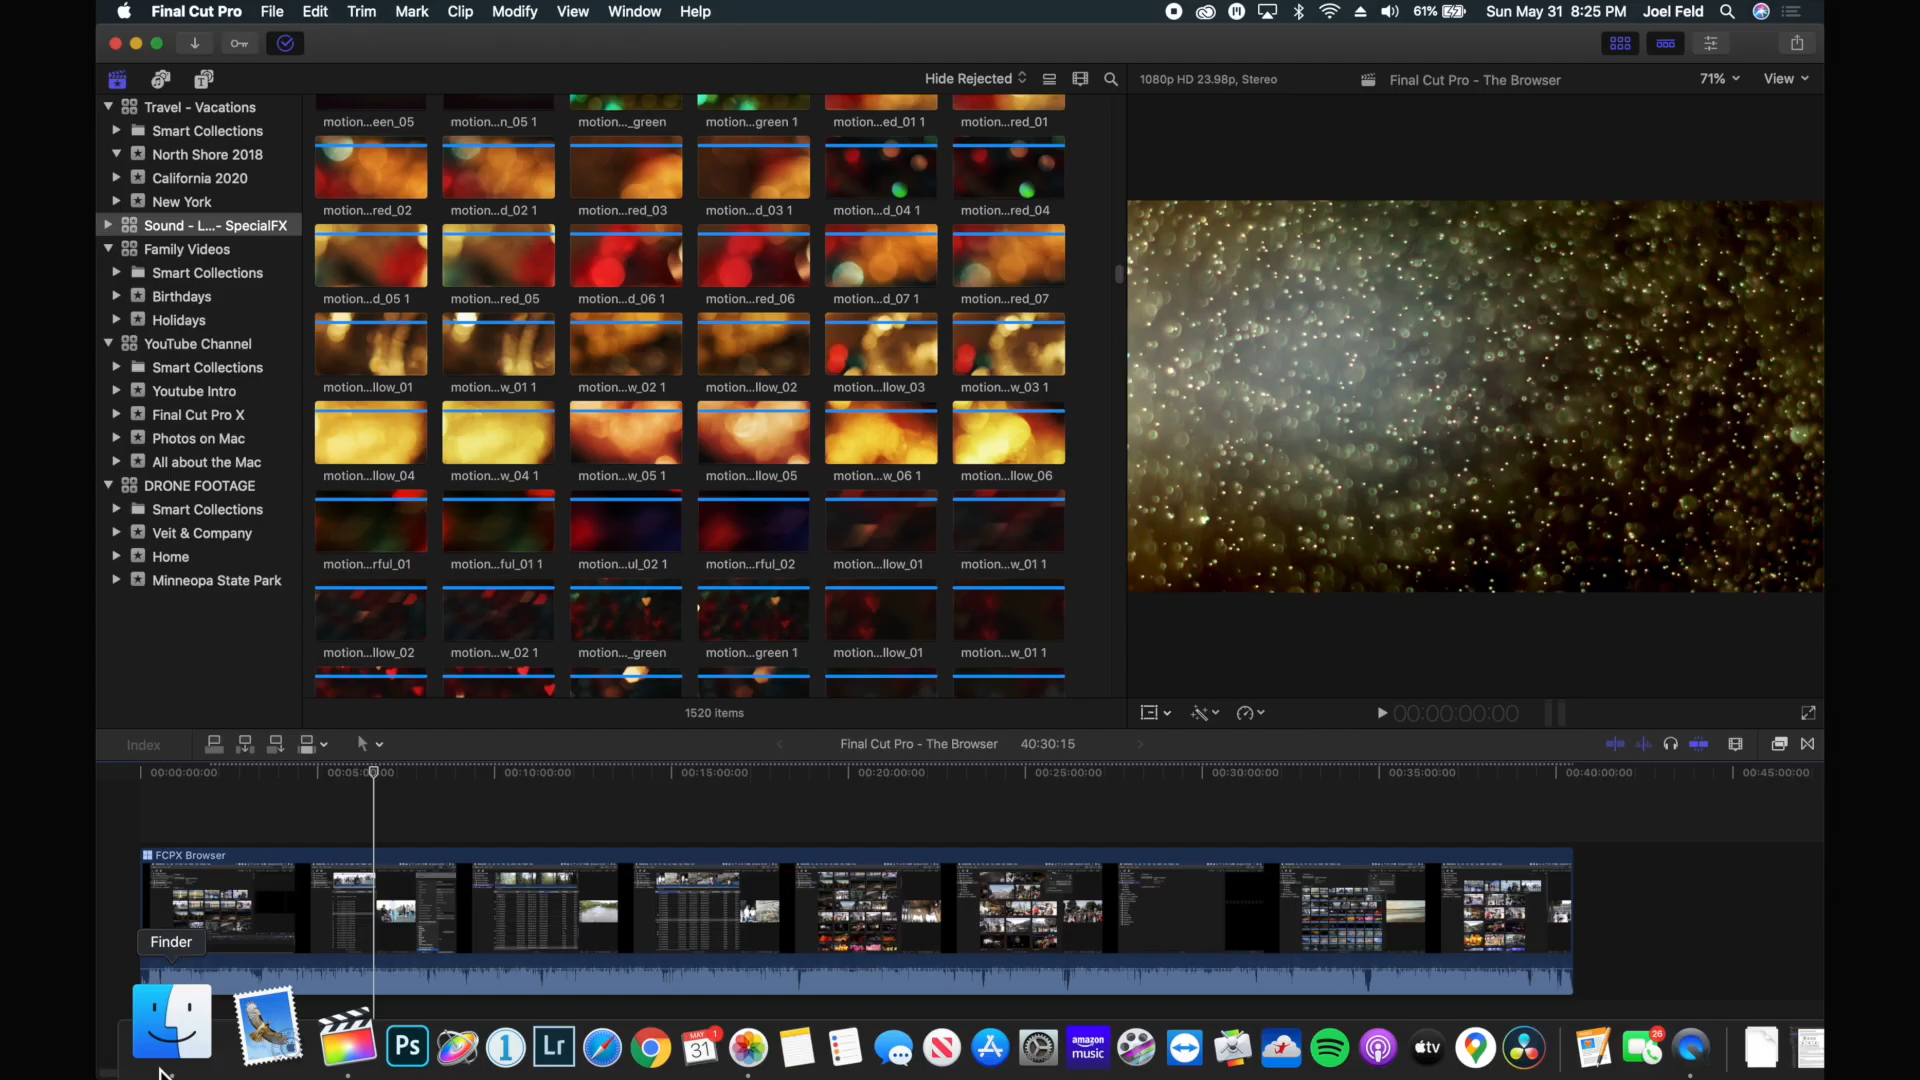 Final Cut Pro File Edit Trim Mark Clip Modify View Window Help 61% Sun May 31 8:25 PM Joel Feld
Hide Rejected 1080p HD 23.98p, Stereo Final Cut Pro - The Browser 71% View
Travel - Vacations
Smart Collections
North Shore 2018
California 2020
New York
Sound - L...- SpecialFX
Family Videos
Smart Collections
Birthdays
Holidays
YouTube Channel
Smart Collections
Youtube Intro
Final Cut Pro X
Photos on Mac
All about the Mac
DRONE FOOTAGE
Smart Collections
Veit & Company
Home
Minneopa State Park
motion...een_05 motion...n_05 1 motion..._green motion...green 1 motion...ed_01 1 motion...red_01
motion...red_02 motion...d_02 1 motion...red_03 motion...d_03 1 motion...d_04 1 motion...red_04
motion...d_05 1 motion...red_05 motion...d_06 1 motion...red_06 motion...d_07 1 motion...red_07
motion...llow_01 motion...w_01 1 motion...w_02 1 motion...llow_02 motion...llow_03 motion...w_03 1
motion...llow_04 motion...w_04 1 motion...w_05 1 motion...llow_05 motion...w_06 1 motion...llow_06
motion...rful_01 motion...ful_01 1 motion...ul_02 1 motion...rful_02 motion...llow_01 motion...w_01 1
motion...llow_02 motion...w_02 1 motion..._green motion...green 1 motion...llow_01 motion...w_01 1
1520 items
00:00:00:00
Index Final Cut Pro - The Browser 40:30:15
00:00:00:00 00:05:00:00 00:10:00:00 00:15:00:00 00:20:00:00 00:25:00:00 00:30:00:00 00:35:00:00 00:40:00:00 00:45:00:00
FCPX Browser
Finder
Ps 1 Lr MAY 31 1 amazon music tv 26